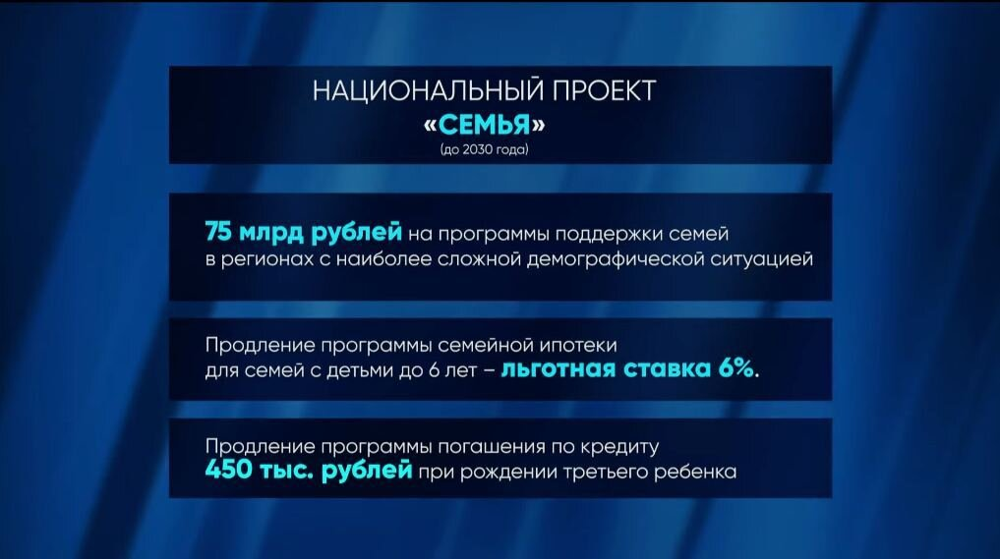 НАЦИОНАЛЬНЫЙ ПРОЕКТ
«СЕМЬЯ»
(до 2030 года)
75 млрд рублей на программы поддержки семей
в регионах с наиболее сложной демографической ситуацией
Продление программы семейной ипотеки
для семей с детьми до 6 лет – льготная ставка 6%.
Продление программы погашения по кредиту
450 тыс. рублей при рождении третьего ребенка